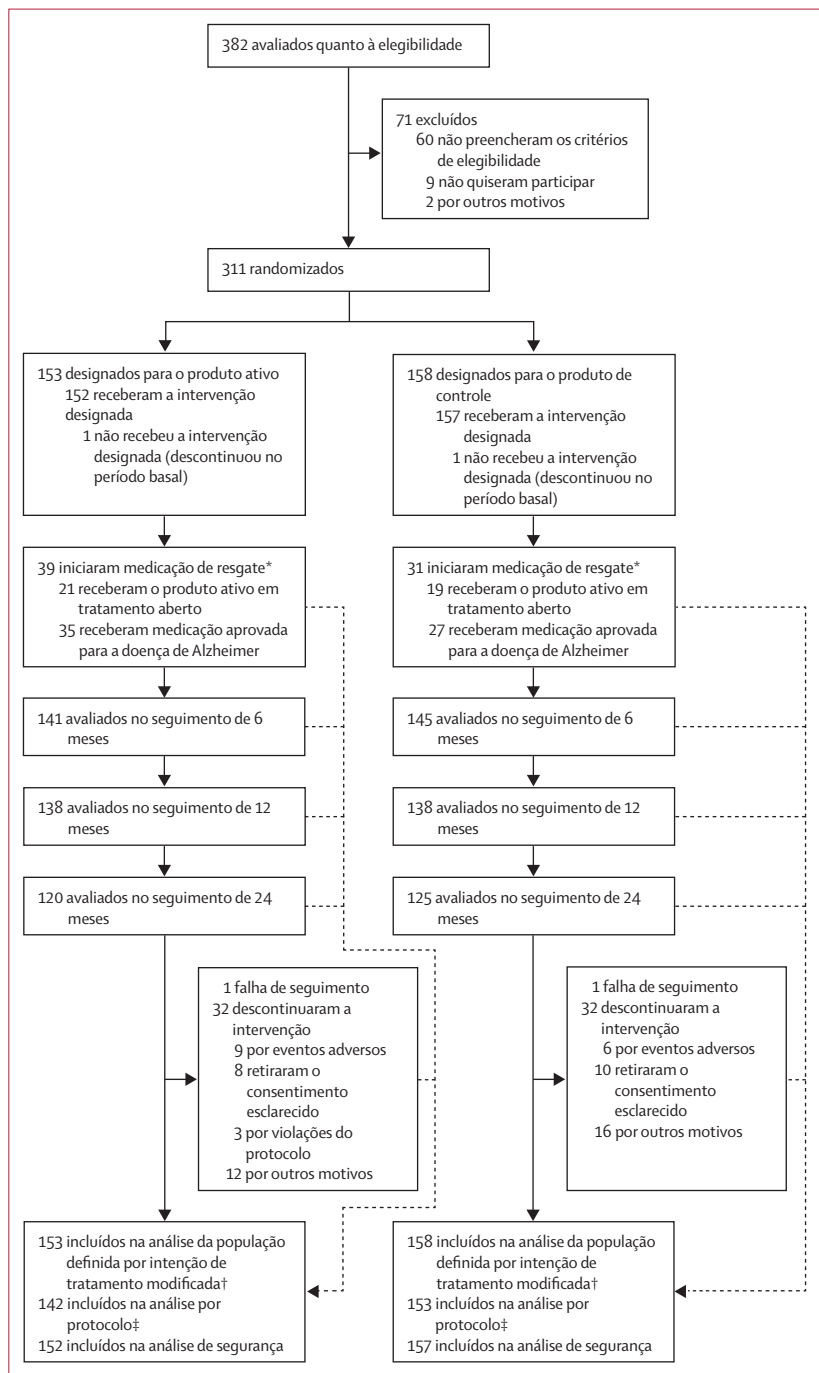 382 avaliados quanto à elegibilidade
71 excluídos
60 não preencheram os critérios
de elegibilidade
9 não quiseram participar
2 por outros motivos
311 randomizados
153 designados para o produto ativo
152 receberam a intervenção
designada
1 não recebeu a intervenção
designada (descontinuou no
período basal)
158 designados para o produto de
controle
157 receberam a intervenção
designada
1 não recebeu a intervenção
designada (descontinuou no
período basal)
39 iniciaram medicação de resgate*
21 receberam o produto ativo em
tratamento aberto
35 receberam medicação aprovada
para a doença de Alzheimer
31 iniciaram medicação de resgate*
19 receberam o produto ativo em
tratamento aberto
27 receberam medicação aprovada
para a doença de Alzheimer
141 avaliados no seguimento de 6
meses
145 avaliados no seguimento de 6
meses
138 avaliados no seguimento de 12
meses
138 avaliados no seguimento de 12
meses
120 avaliados no seguimento de 24
meses
125 avaliados no seguimento de 24
meses
1 falha de seguimento
32 descontinuaram a
intervenção
9 por eventos adversos
8 retiraram o
consentimento
esclarecido
3 por violações do
protocolo
12 por outros motivos
1 falha de seguimento
32 descontinuaram a
intervenção
6 por eventos adversos
10 retiraram o
consentimento
esclarecido
16 por outros motivos
153 incluídos na análise da população
definida por intenção de
tratamento modificada†
142 incluídos na análise por
protocolo‡
152 incluídos na análise de segurança
158 incluídos na análise da população
definida por intenção de
tratamento modificada†
153 incluídos na análise por
protocolo‡
157 incluídos na análise de segurança